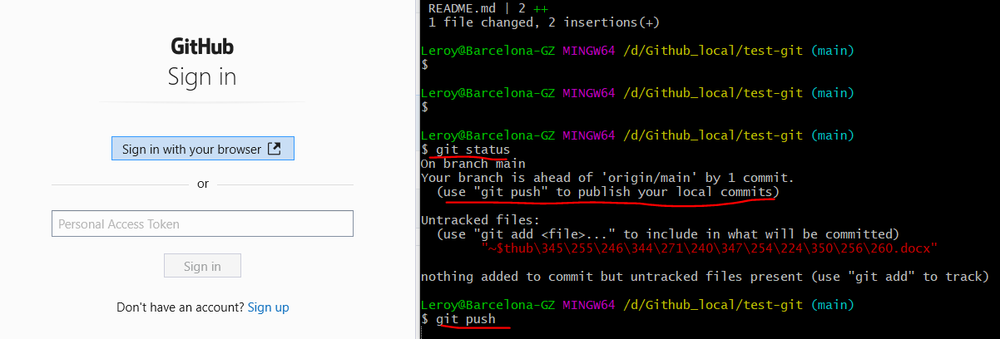 GitHub
Sign in
Sign in with your browser
or
Personal Access Token
Sign in
Don't have an account? Sign up
README.md | 2 ++
1 file changed, 2 insertions(+)
Leroy@Barcelona-GZ MINGW64 /d/Github_local/test-git (main)
$
Leroy@Barcelona-GZ MINGW64 /d/Github_local/test-git (main)
$
Leroy@Barcelona-GZ MINGW64 /d/Github_local/test-git (main)
$ git status
On branch main
Your branch is ahead of 'origin/main' by 1 commit.
(use "git push" to publish your local commits)
Untracked files:
(use "git add <file>..." to include in what will be committed)
"~$thub\345\255\246\344\271\240\347\254\224\350\256\260.docx"
nothing added to commit but untracked files present (use "git add" to track)
Leroy@Barcelona-GZ MINGW64 /d/Github_local/test-git (main)
$ git push